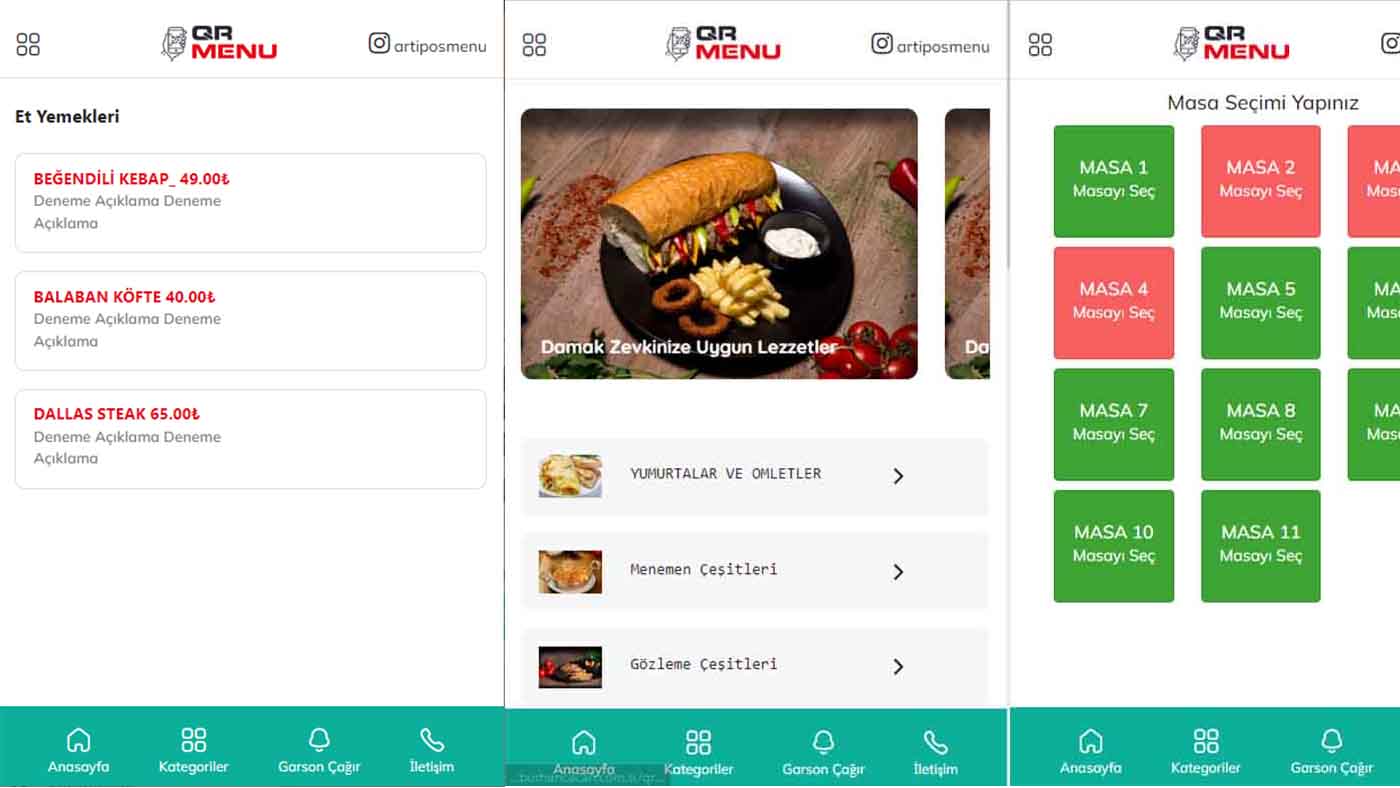 QR
MENU
artiposmenu
Et Yemekleri
BEĞENDİLİ KEBAP_ 49.00₺
Deneme Açıklama Deneme
Açıklama
BALABAN KÖFTE 40.00₺
Deneme Açıklama Deneme
Açıklama
DALLAS STEAK 65.00₺
Deneme Açıklama Deneme
Açıklama
Anasayfa Kategoriler Garson Çağır İletişim
QR
MENU
artiposmenu
Damak Zevkinize Uygun Lezzetler
Da
YUMURTALAR VE OMLETLER
Menemen Çeşitleri
Gözleme Çeşitleri
Anasayfa Kategoriler Garson Çağır İletişim
QR
MENU
Masa Seçimi Yapınız
MASA 1 MASA 2 MA
Masayı Seç Masayı Seç Mas
MASA 4 MASA 5 MA
Masayı Seç Masayı Seç Mas
MASA 7 MASA 8 MA
Masayı Seç Masayı Seç Mas
MASA 10 MASA 11
Masayı Seç Masayı Seç
Anasayfa Kategoriler Garson Çağır